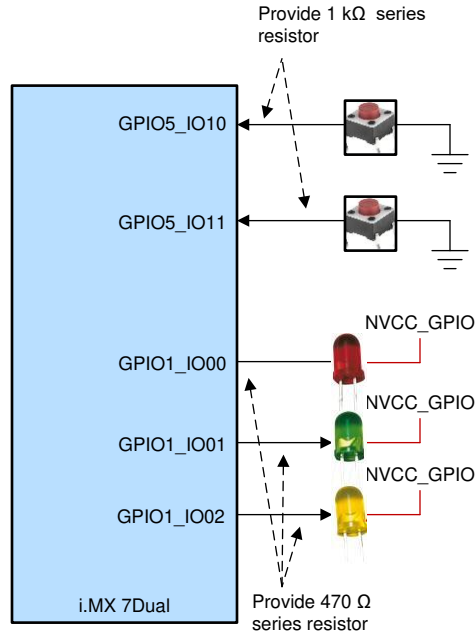 Provide 1 kΩ series
resistor
GPIO5_IO10
GPIO5_IO11
NVCC_GPIO
GPIO1_IO00
NVCC_GPIO
GPIO1_IO01
NVCC_GPIO
GPIO1_IO02
i.MX 7Dual
Provide 470 Ω
series resistor